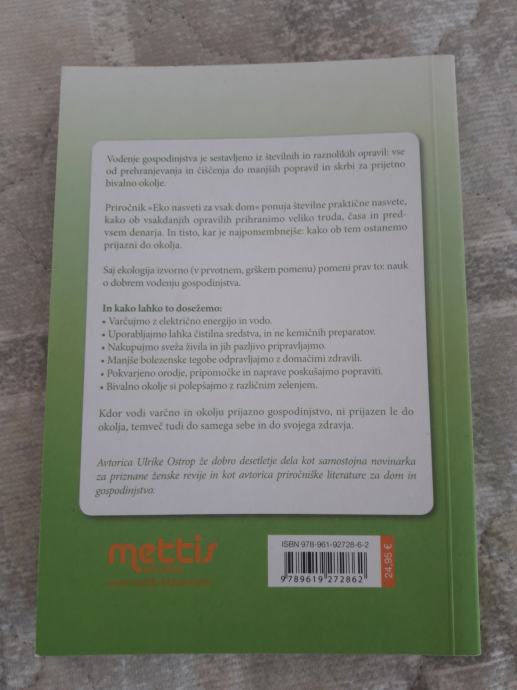 Vodenje gospodinjstva je sestavljeno iz številnih in raznolikih opravil: vse
od prehranjevanja in čiščenja do manjših popravil in skrbi za prijetno
bivalno okolje.
Priročnik »Eko nasveti za vsak dom« ponuja številne praktične nasvete,
kako ob vsakdanjih opravilih prihranimo veliko truda, časa in pred-
vsem denarja. In tisto, kar je najpomembnejše: kako ob tem ostanemo
prijazni do okolja.
Saj ekologija izvorno (v prvotnem, grškem pomenu) pomeni prav to: nauk
o dobrem vodenju gospodinjstva.
In kako lahko to dosežemo:
• Varčujmo z električno energijo in vodo.
• Uporabljajmo lahka čistilna sredstva, in ne kemičnih preparatov.
• Nakupujmo sveža živila in jih pazljivo pripravljajmo.
• Manjše bolezenske tegobe odpravljajmo z domačimi zdravili.
• Pokvarjeno orodje, pripomočke in naprave poskušajmo popraviti.
• Bivalno okolje si polepšajmo z različnim zelenjem.
Kdor vodi varčno in okolju prijazno gospodinjstvo, ni prijazen le do
okolja, temveč tudi do samega sebe in do svojega zdravja.
Avtorica Ulrike Ostrop že dobro desetletje dela kot samostojna novinarka
za priznane ženske revije in kot avtorica priročniške literature za dom in
gospodinjstvo.
mettis
ISBN 978-961-92728-6-2
9789619272862
24,95 €